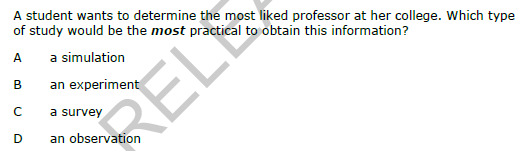 A student wants to determine the most liked professor at her college. Which type
of study would be the most practical to obtain this information?
A a simulation
B an experiment
C a survey
D an observation